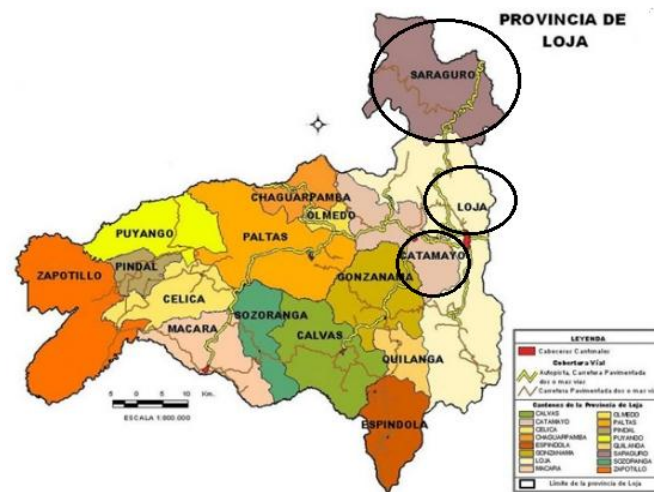 PROVINCIA DE
LOJA
SARAGURO
LOJA
CHAGUARPAMBA
OLMEDO
CATAMAYO
PUYANGO
PALTAS
GONZANAMA
ZAPOTILLO
PINDAL
CELICA
SOZORANGA
MACARA
CALVAS
QUILANGA
ESPINDOLA
Km.
ESCALA 1:800.000
LEYENDA
Cabeceras Cantonales
Cobertura Vial
Autopista, Carretera Pavimentada
dos o mas vias
Carretera Pavimentada dos o mas vias
Cantones de la Provincia de Loja
CALVAS
CATAMAYO
CELICA
CHAGUARPAMBA
ESPINDOLA
GONZANAMA
LOJA
MACARA
OLMEDO
PALTAS
PINDAL
PUYANGO
QUILANGA
SARAGURO
SOZORANGA
ZAPOTILLO
Límite de la provincia de Loja